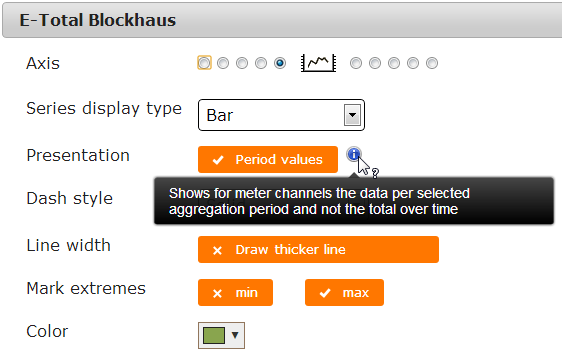 E-Total Blockhaus
Axis
Series display type Bar
Presentation Period values
Shows for meter channels the data per selected
aggregation period and not the total over time
Dash style
Line width Draw thicker line
Mark extremes min max
Color